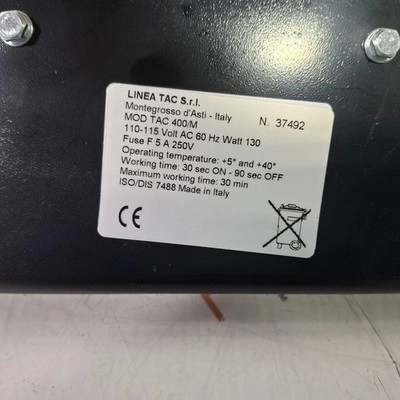 LINEA TAC S.r.l.
Montegrosso d'Asti - Italy N. 37492
MOD TAC 400/M
110-115 Volt AC 60 Hz Watt 130
Fuse F 5 A 250V
Operating temperature: +5° and +40°
Working time: 30 sec ON - 90 sec OFF
Maximum working time: 30 min
ISO/DIS 7488 Made in Italy
CE